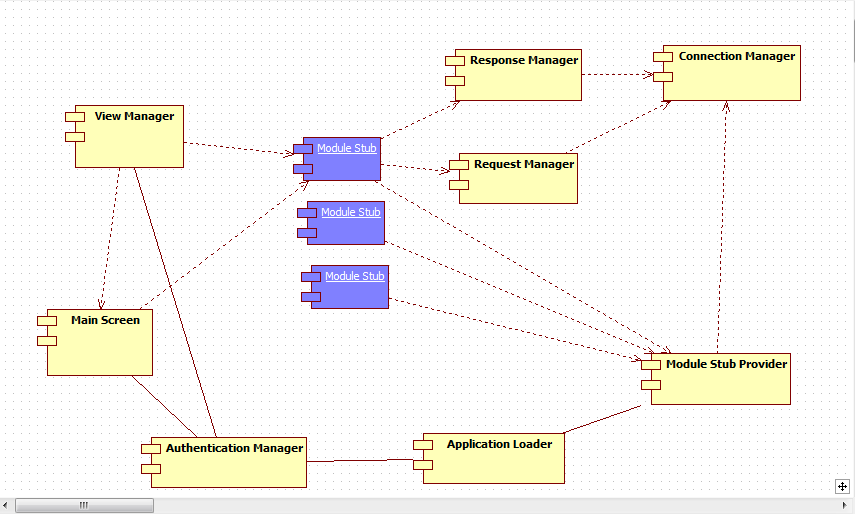 Response Manager
Connection Manager
View Manager
Module Stub
Request Manager
Module Stub
Module Stub
Main Screen
Module Stub Provider
Authentication Manager
Application Loader